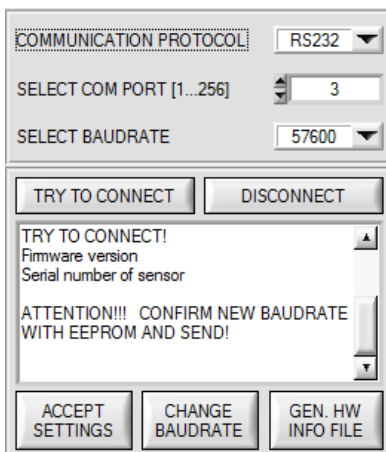 COMMUNICATION PROTOCOL RS232
SELECT COM PORT [1...256] 3
SELECT BAUDRATE 57600
TRY TO CONNECT DISCONNECT
TRY TO CONNECT!
Firmware version
Serial number of sensor
ATTENTION!!! CONFIRM NEW BAUDRATE
WITH EEPROM AND SEND!
ACCEPT CHANGE GEN. HW
SETTINGS BAUDRATE INFO FILE